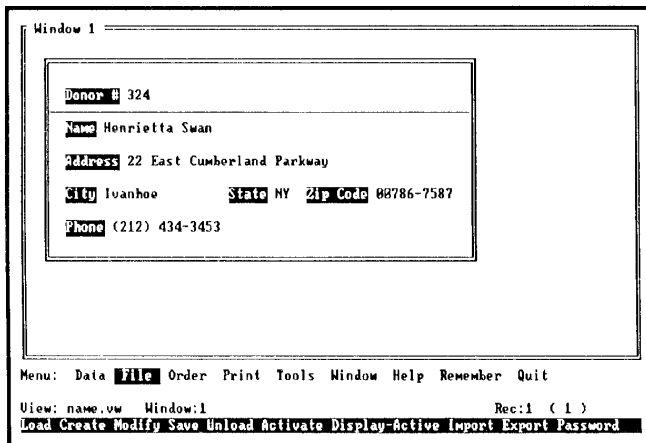 Window 1
Donor # 324
Name Henrietta Swan
Address 22 East Cumberland Parkway
City Ivanhoe State NY Zip Code 00786-7587
Phone (212) 434-3453
Menu: Data File Order Print Tools Window Help Remember Quit
View: name.vw Window:1 Rec:1 ( 1 )
Load Create Modify Save Unload Activate Display-Active Import Export Password